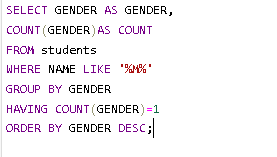 SELECT GENDER AS GENDER,
COUNT(GENDER)AS COUNT
FROM students
WHERE NAME LIKE '%M%'
GROUP BY GENDER
HAVING COUNT(GENDER)=1
ORDER BY GENDER DESC;